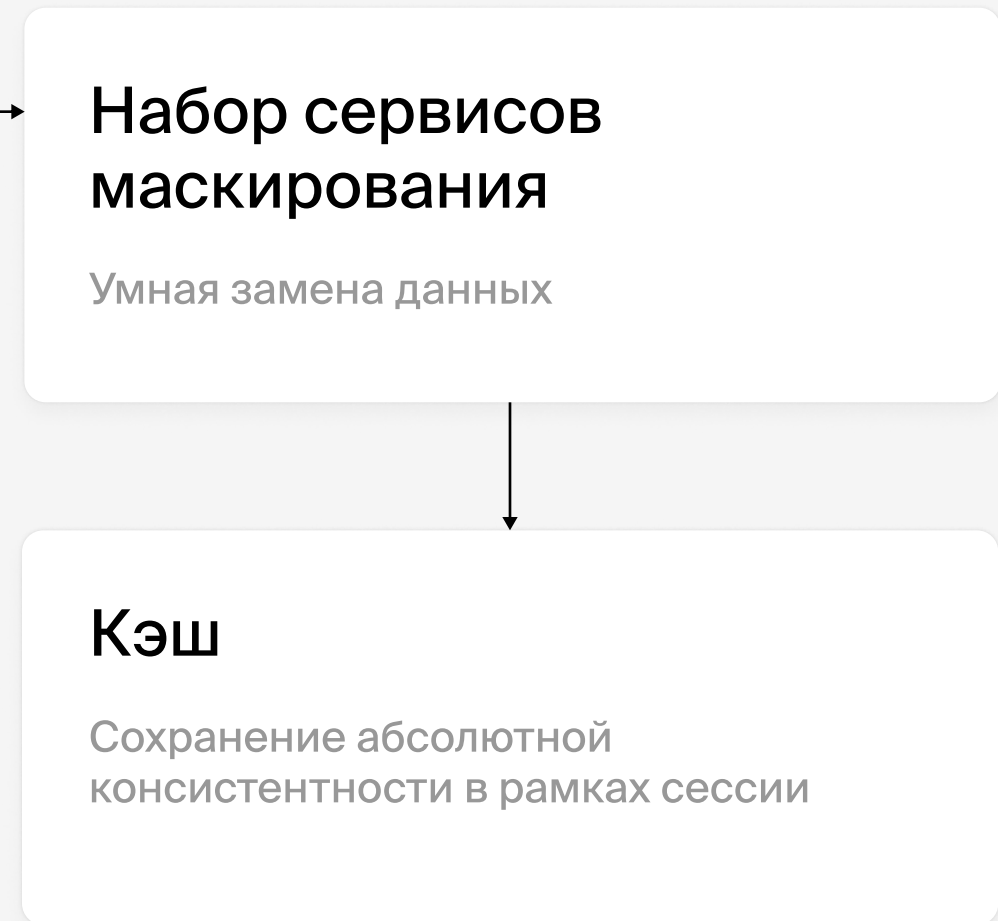 Набор сервисов
маскирования
Умная замена данных
Кэш
Сохранение абсолютной
консистентности в рамках сессии